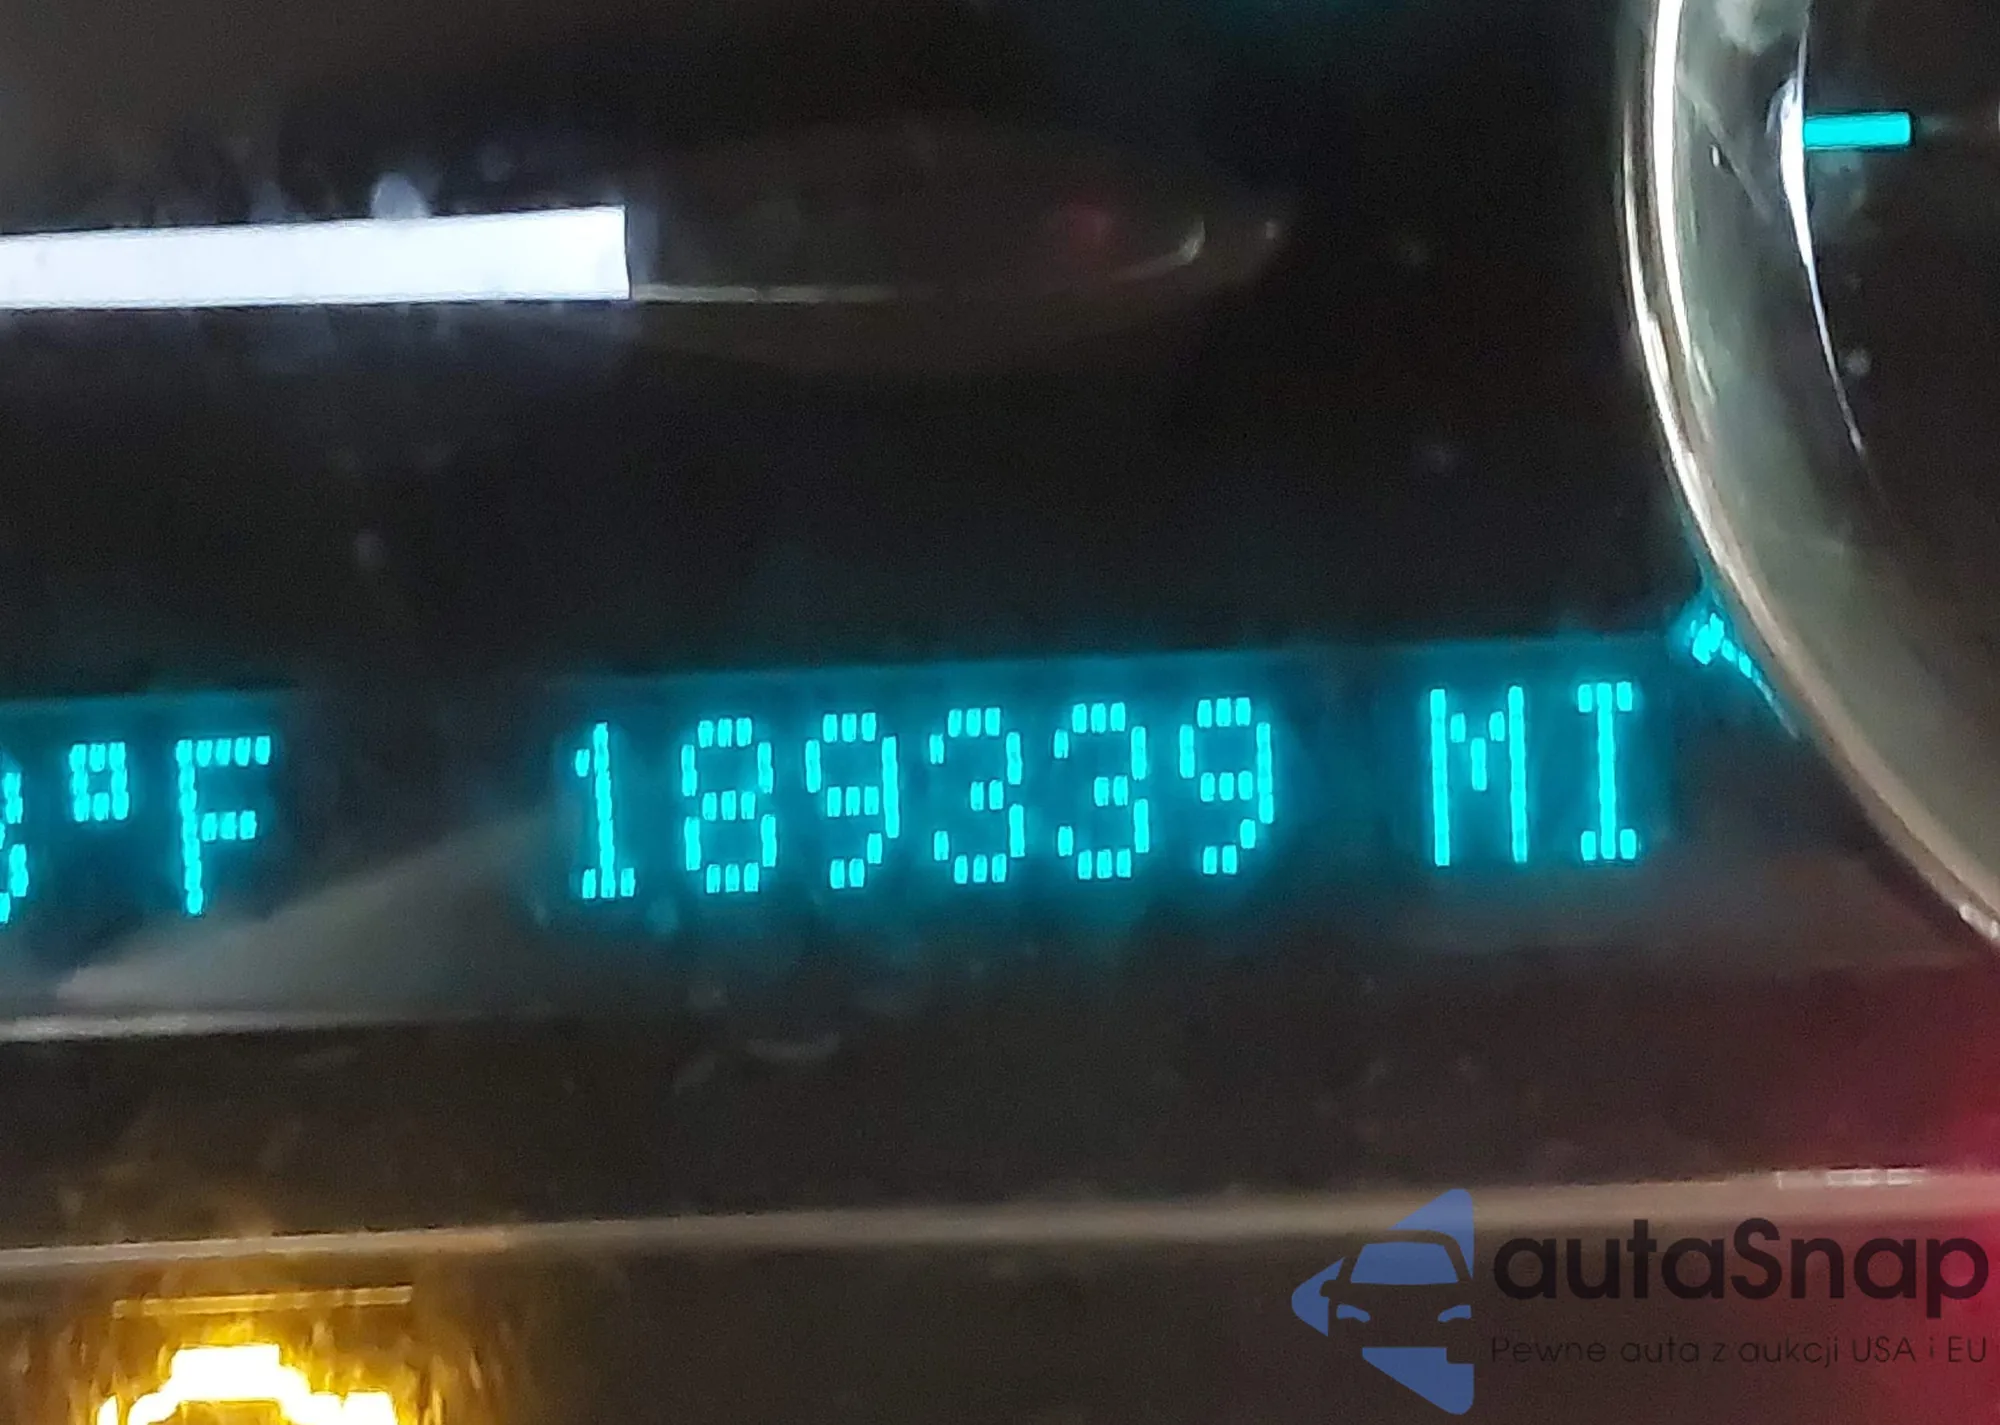 °F 189339 MI
autaSnap
Pewne auta z aukcji USA i EU